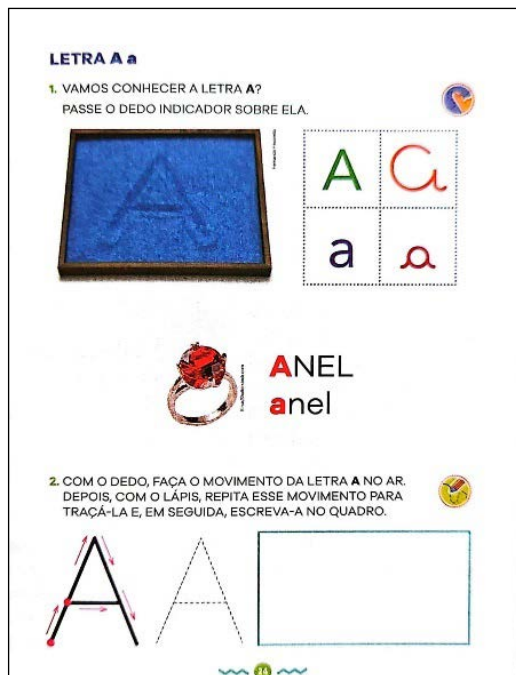 LETRA A a
1. VAMOS CONHECER A LETRA A?
PASSE O DEDO INDICADOR SOBRE ELA.
A
A A
a a
ANEL
anel
2. COM O DEDO, FAÇA O MOVIMENTO DA LETRA A NO AR.
DEPOIS, COM O LÁPIS, REPITA ESSE MOVIMENTO PARA
TRAÇÁ-LA E, EM SEGUIDA, ESCREVA-A NO QUADRO.
A A
24